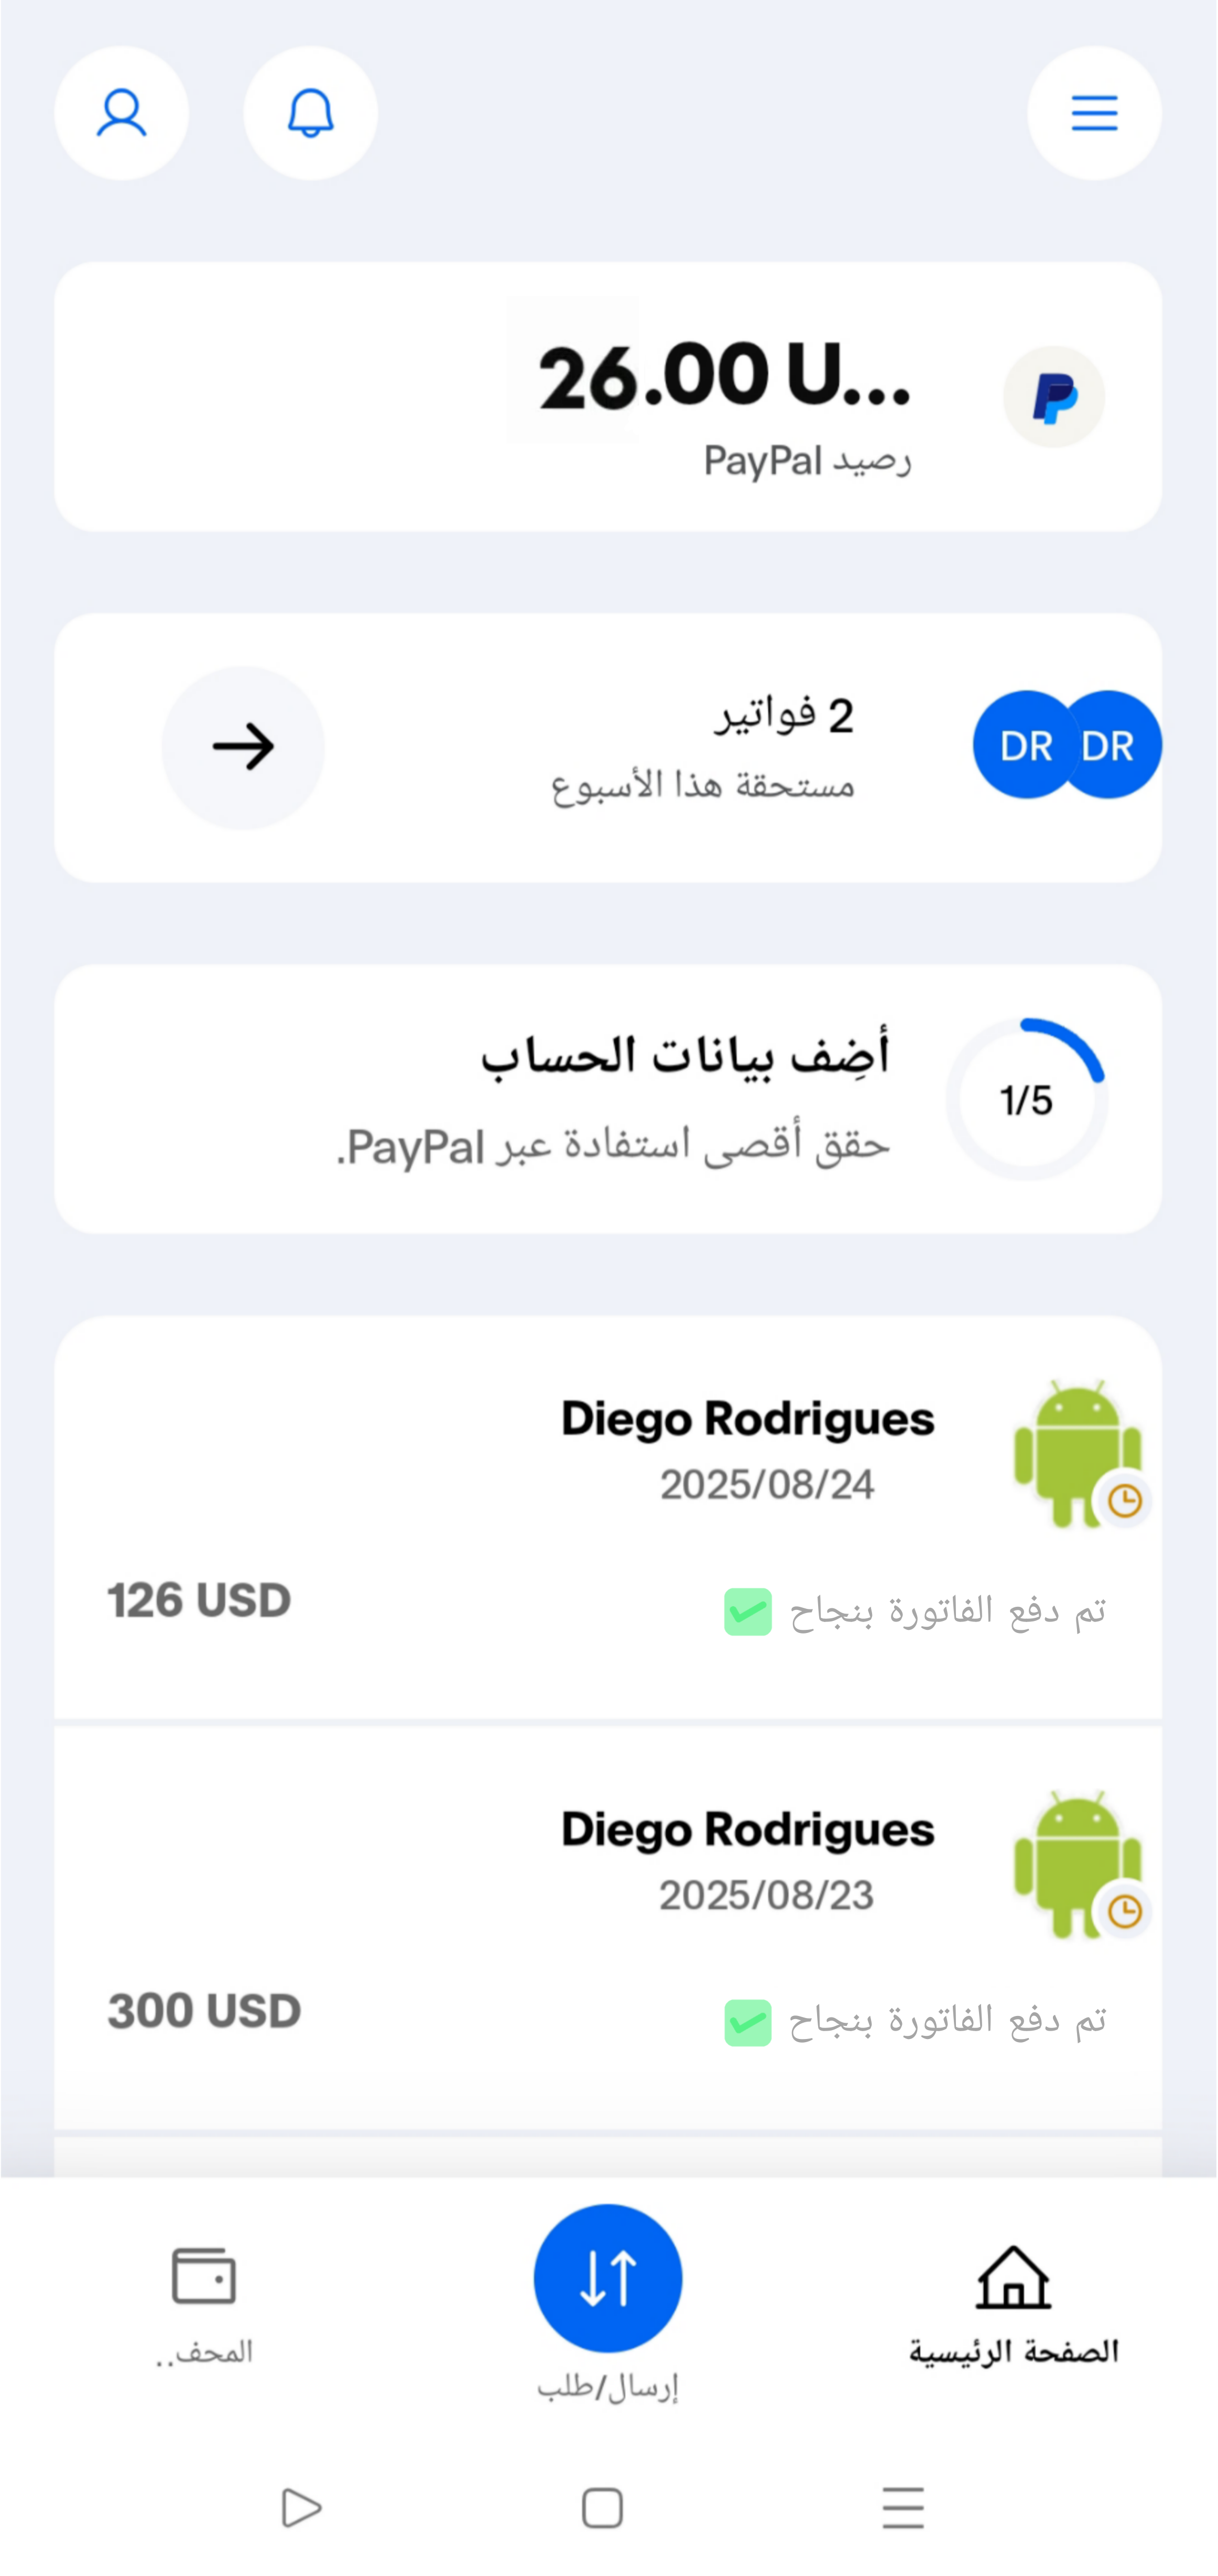 26.00 U...
رصيد PayPal
DR DR
2 فواتير
مستحقة هذا الأسبوع
1/5
أضِف بيانات الحساب
حقق أقصى استفادة عبر PayPal.
Diego Rodrigues
2025/08/24
126 USD
تم دفع الفاتورة بنجاح ✅
Diego Rodrigues
2025/08/23
300 USD
تم دفع الفاتورة بنجاح ✅
الصفحة الرئيسية
إرسال/طلب
المحف..